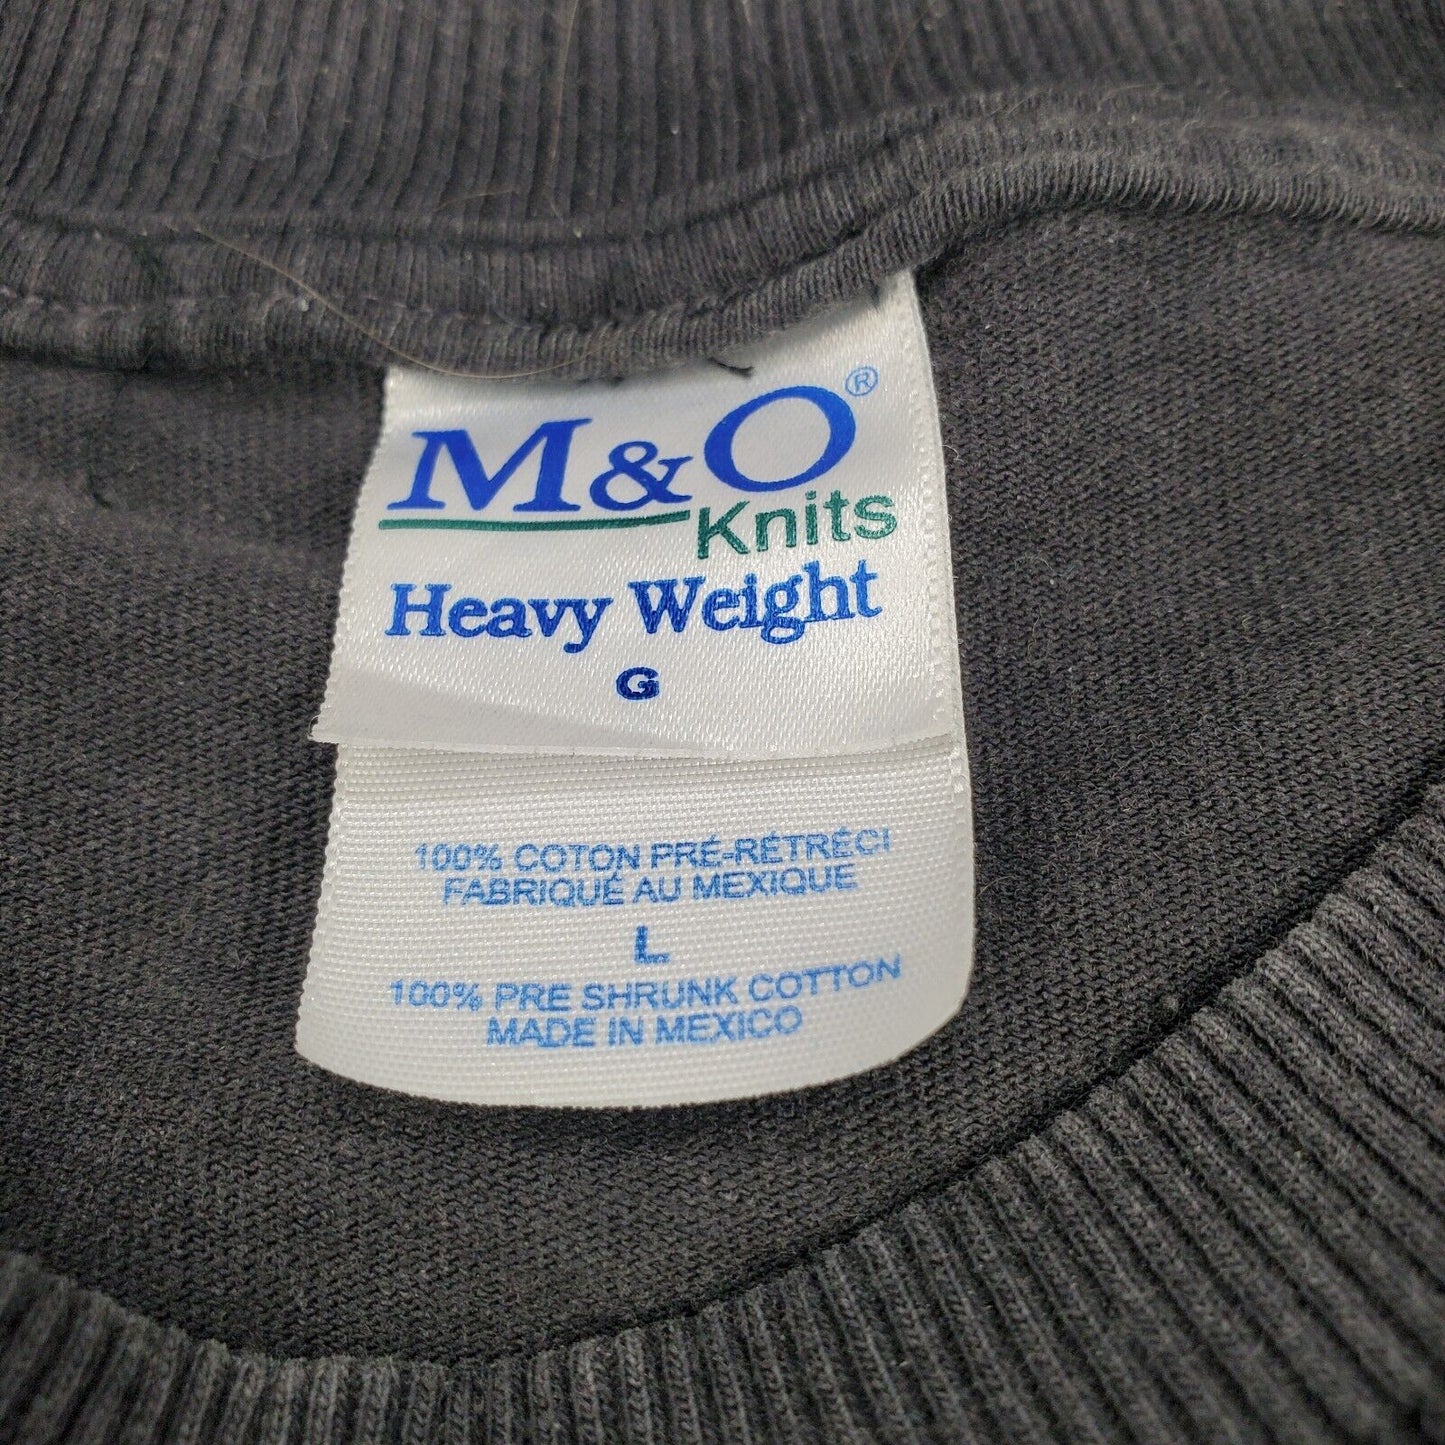 M&O®
Knits
Heavy Weight
G
100% COTON PRÉ-RÉTRÉCI
FABRIQUÉ AU MEXIQUE
L
100% PRE SHRUNK COTTON
MADE IN MEXICO